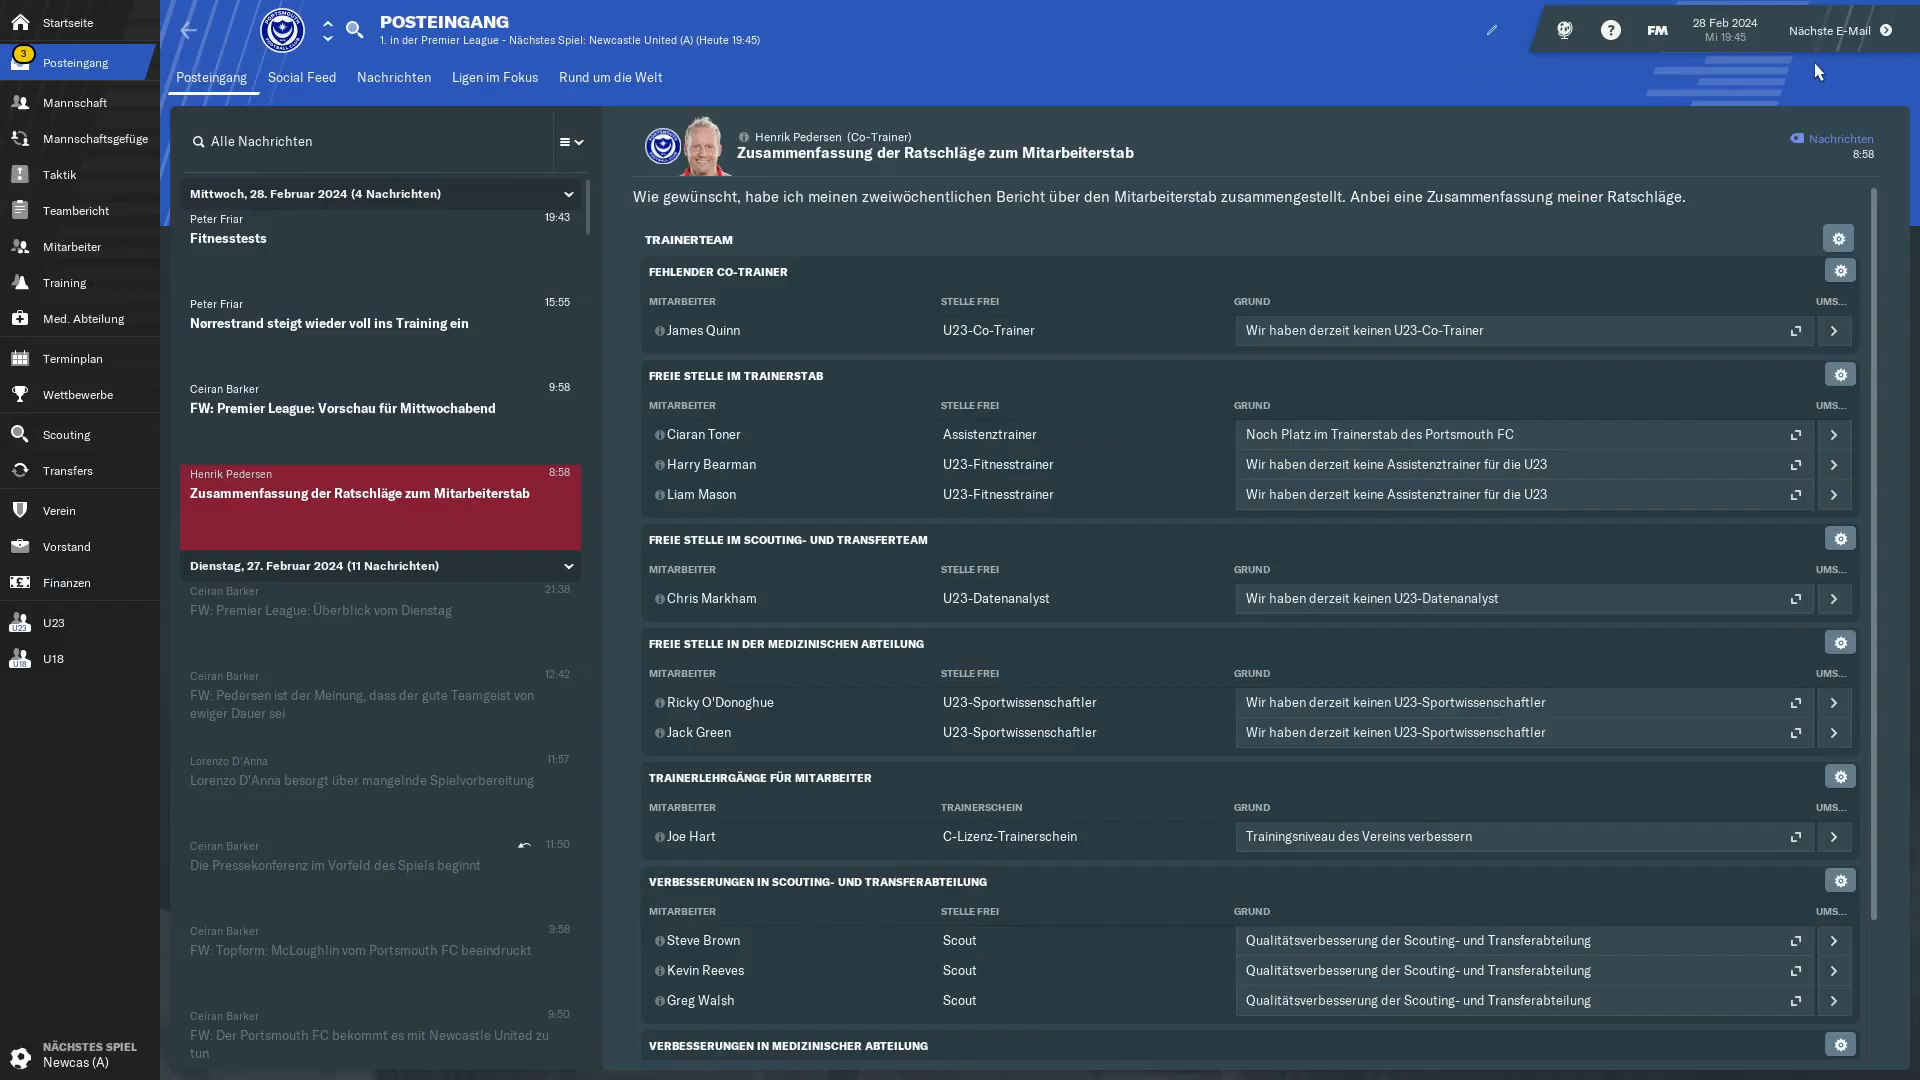 Startseite
3
Posteingang
Mannschaft
Mannschaftsgefüge
Taktik
Teambericht
Mitarbeiter
Training
Med. Abteilung
Terminplan
Wettbewerbe
Scouting
Transfers
Verein
Vorstand
Finanzen
U23
U23
U18
U18
NÄCHSTES SPIEL
Newcas (A)
POSTEINGANG
1. in der Premier League - Nächstes Spiel: Newcastle United (A) (Heute 19:45)
?
FM
28 Feb 2024
Mi 19:45
Nächste E-Mail
Posteingang
Social Feed
Nachrichten
Ligen im Fokus
Rund um die Welt
Alle Nachrichten
Mittwoch, 28. Februar 2024 (4 Nachrichten)
Peter Friar 19:43
Fitnesstests
Peter Friar 15:55
Nørrestrand steigt wieder voll ins Training ein
Ceiran Barker 9:58
FW: Premier League: Vorschau für Mittwochabend
Henrik Pedersen 8:58
Zusammenfassung der Ratschläge zum Mitarbeiterstab
Dienstag, 27. Februar 2024 (11 Nachrichten)
Ceiran Barker 21:38
FW: Premier League: Überblick vom Dienstag
Ceiran Barker 12:42
FW: Pedersen ist der Meinung, dass der gute Teamgeist von
ewiger Dauer sei
Lorenzo D'Anna 11:57
Lorenzo D'Anna besorgt über mangelnde Spielvorbereitung
Ceiran Barker 11:50
Die Pressekonferenz im Vorfeld des Spiels beginnt
Ceiran Barker 9:58
FW: Topform: McLoughlin vom Portsmouth FC beeindruckt
Ceiran Barker 9:50
FW: Der Portsmouth FC bekommt es mit Newcastle United zu
tun
Henrik Pedersen (Co-Trainer)
Zusammenfassung der Ratschläge zum Mitarbeiterstab
Nachrichten
8:58
Wie gewünscht, habe ich meinen zweiwöchentlichen Bericht über den Mitarbeiterstab zusammengestellt. Anbei eine Zusammenfassung meiner Ratschläge.
TRAINERTEAM
FEHLENDER CO-TRAINER
MITARBEITER STELLE FREI GRUND UMS...
James Quinn U23-Co-Trainer Wir haben derzeit keinen U23-Co-Trainer
FREIE STELLE IM TRAINERSTAB
MITARBEITER STELLE FREI GRUND UMS...
Ciaran Toner Assistenztrainer Noch Platz im Trainerstab des Portsmouth FC
Harry Bearman U23-Fitnesstrainer Wir haben derzeit keine Assistenztrainer für die U23
Liam Mason U23-Fitnesstrainer Wir haben derzeit keine Assistenztrainer für die U23
FREIE STELLE IM SCOUTING- UND TRANSFERTEAM
MITARBEITER STELLE FREI GRUND UMS...
Chris Markham U23-Datenanalyst Wir haben derzeit keinen U23-Datenanalyst
FREIE STELLE IN DER MEDIZINISCHEN ABTEILUNG
MITARBEITER STELLE FREI GRUND UMS...
Ricky O'Donoghue U23-Sportwissenschaftler Wir haben derzeit keinen U23-Sportwissenschaftler
Jack Green U23-Sportwissenschaftler Wir haben derzeit keinen U23-Sportwissenschaftler
TRAINERLEHRGÄNGE FÜR MITARBEITER
MITARBEITER TRAINERSCHEIN GRUND UMS...
Joe Hart C-Lizenz-Trainerschein Trainingsniveau des Vereins verbessern
VERBESSERUNGEN IN SCOUTING- UND TRANSFERABTEILUNG
MITARBEITER STELLE FREI GRUND UMS...
Steve Brown Scout Qualitätsverbesserung der Scouting- und Transferabteilung
Kevin Reeves Scout Qualitätsverbesserung der Scouting- und Transferabteilung
Greg Walsh Scout Qualitätsverbesserung der Scouting- und Transferabteilung
VERBESSERUNGEN IN MEDIZINISCHER ABTEILUNG